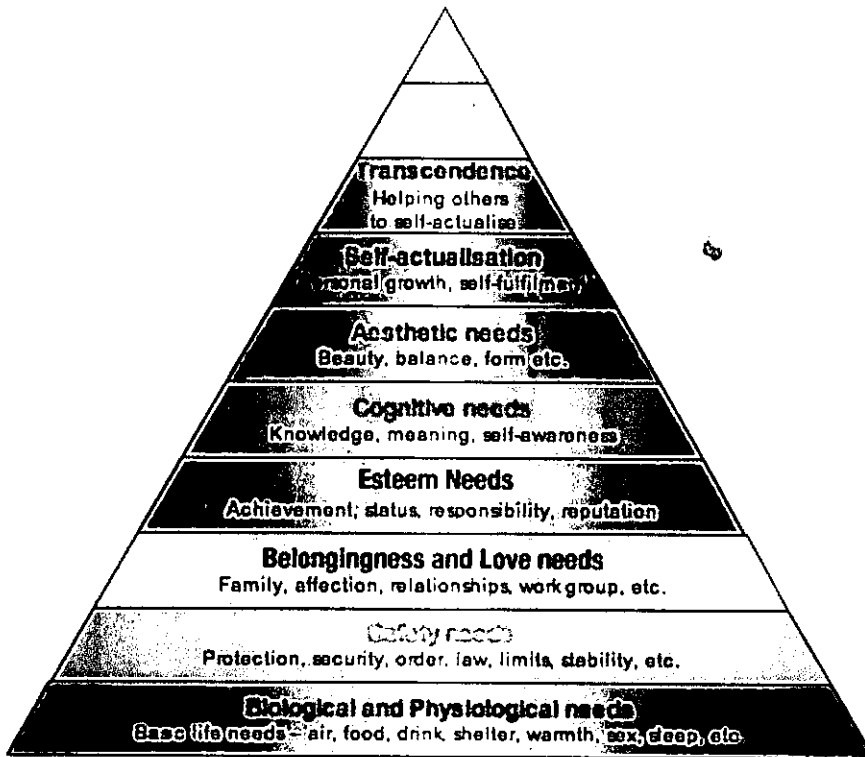 Transcendence
Helping others
to self-actualise
Self-actualisation
personal growth, self-fulfilment
Aesthetic needs
Beauty, balance, form etc.
Cognitive needs
Knowledge, meaning, self-awareness
Esteem Needs
Achievement, status, responsibility, reputation
Belongingness and Love needs
Family, affection, relationships, work group, etc.
Safety needs
Protection, security, order, law, limits, stability, etc.
Biological and Physiological needs
Basic life needs – air, food, drink, shelter, warmth, sex, sleep, etc.